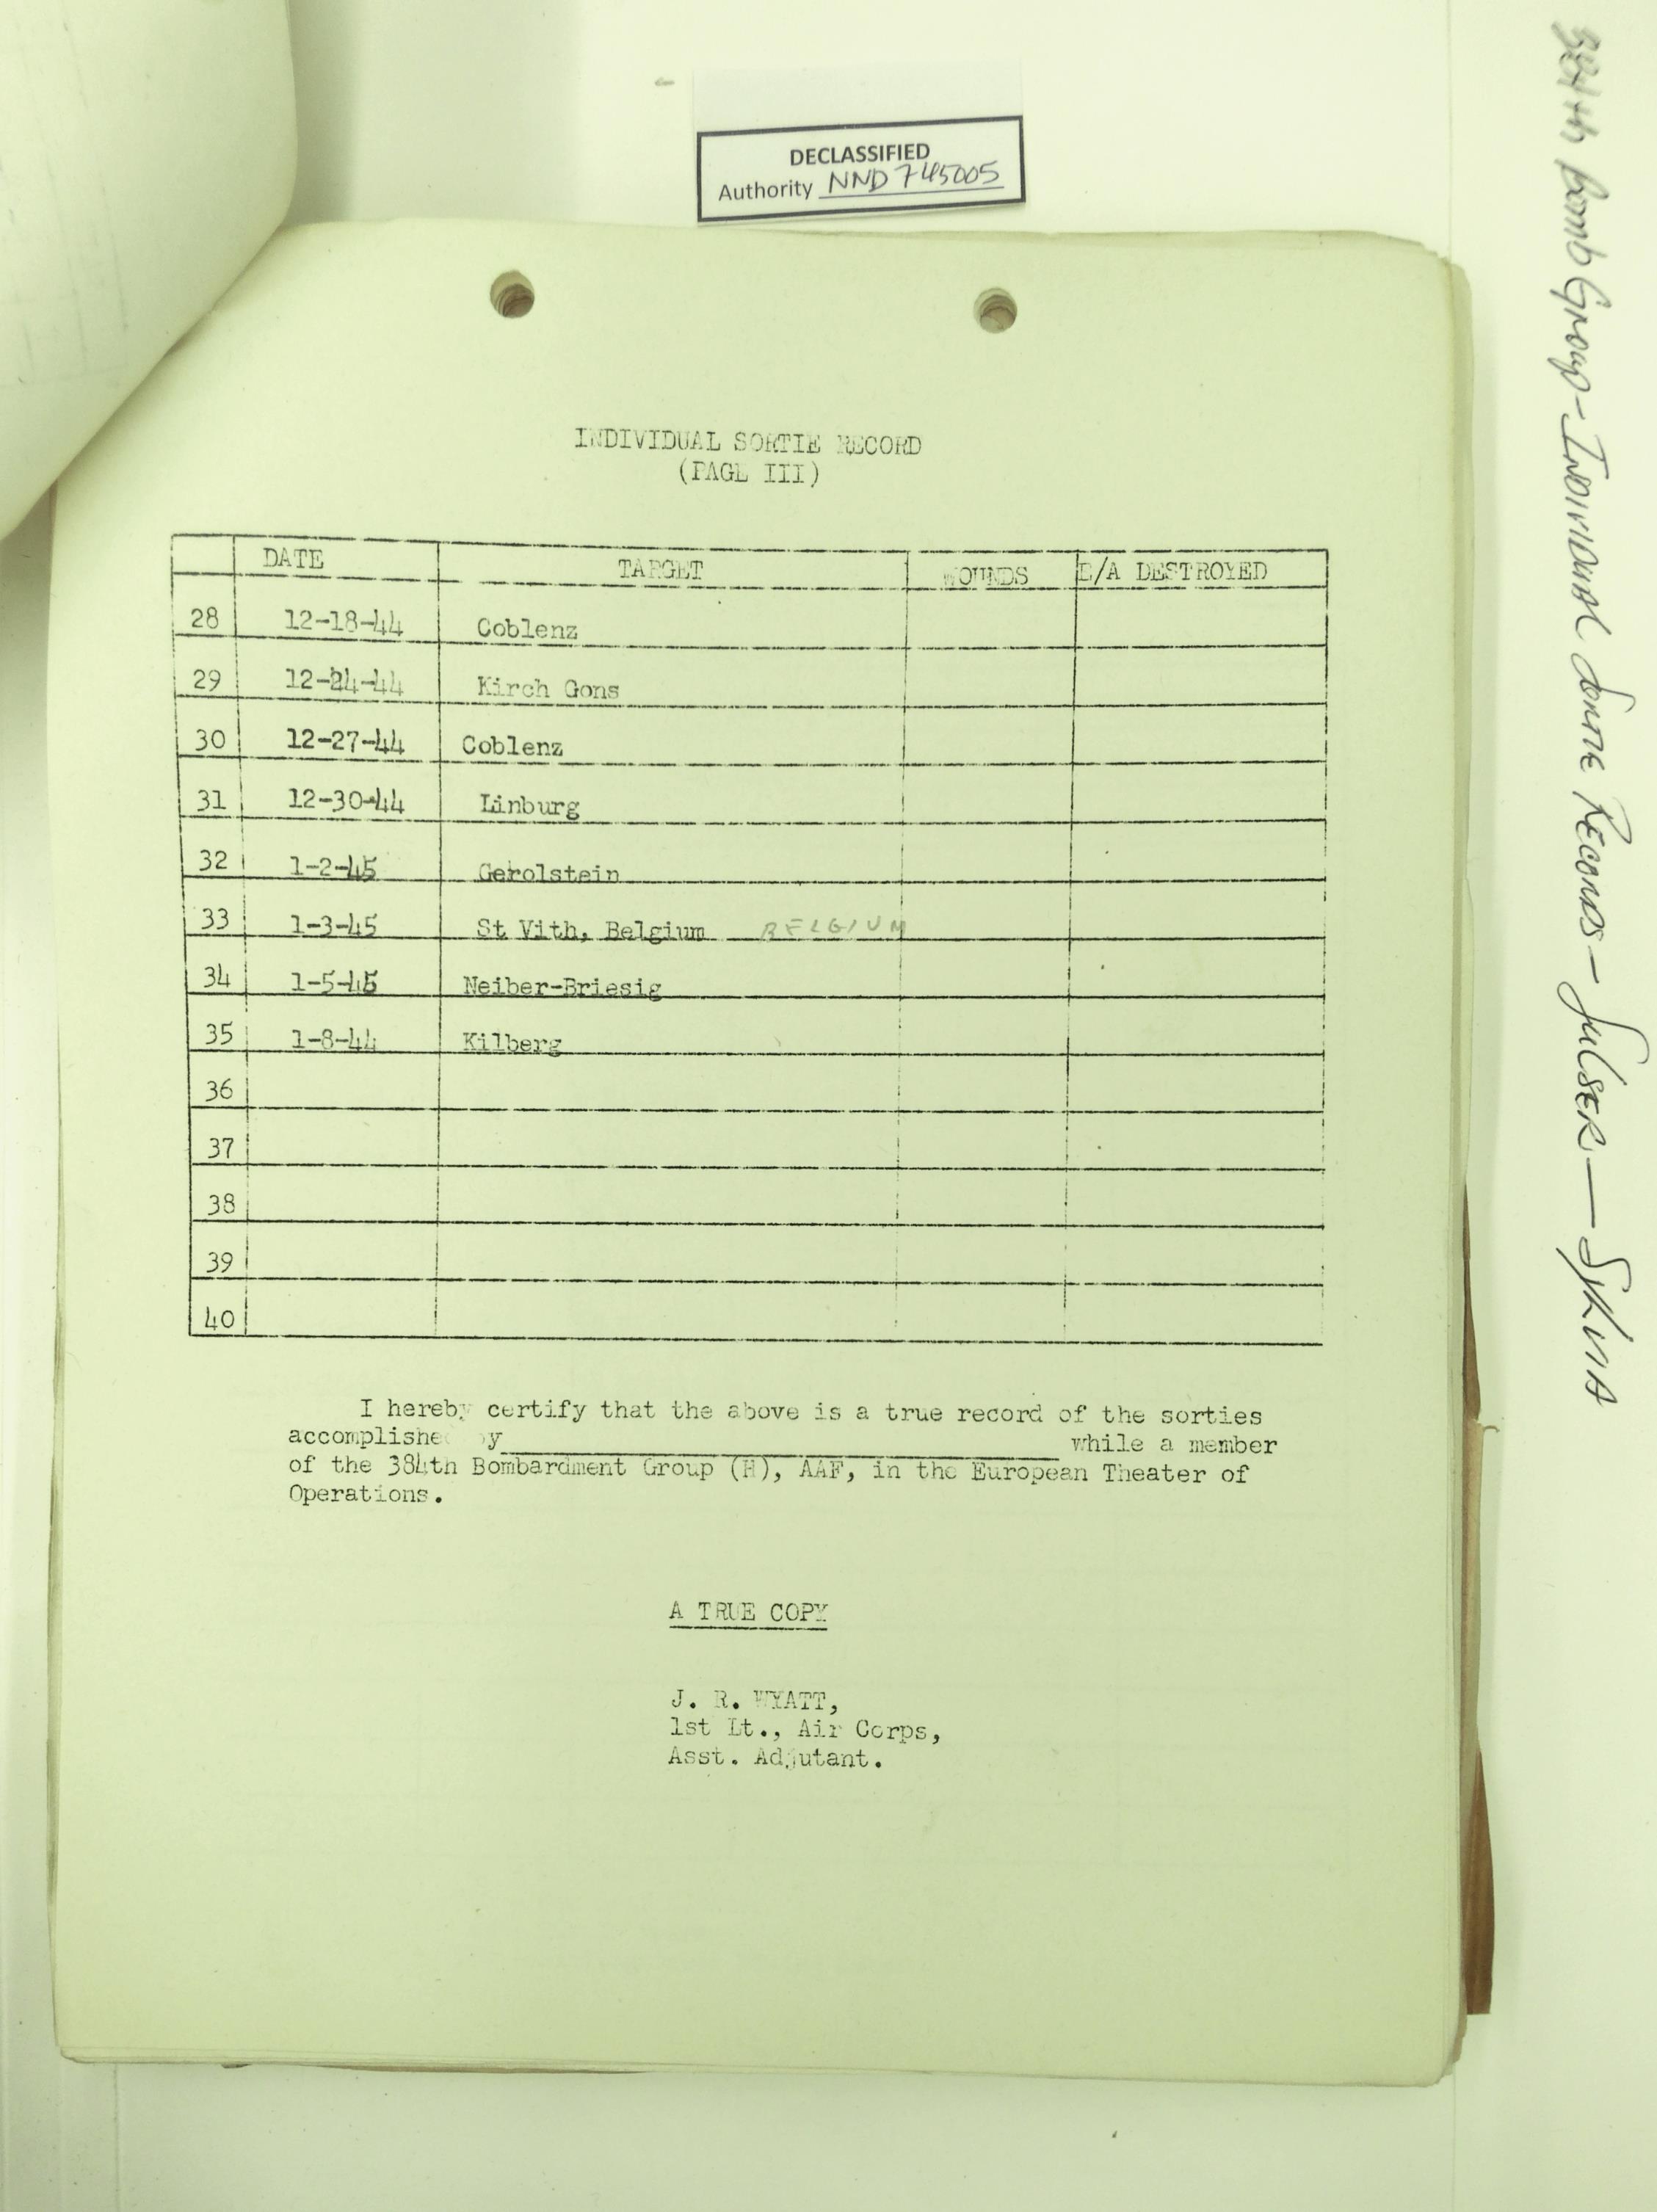 DECLASSIFIED
Authority NND 745005
INDIVIDUAL SORTIE RECORD
(PAGE III)
DATE TARGET WOUNDS E/A DESTROYED
28 12-18-44 Coblenz
29 12-24-44 Kirch Gons
30 12-27-44 Coblenz
31 12-30-44 Linburg
32 1-2-45 Gerolstein
33 1-3-45 St Vith, Belgium BELGIUM
34 1-5-45 Neiber-Briesig
35 1-8-44 Kilberg
36
37
38
39
40
I hereby certify that the above is a true record of the sorties
accomplished by while a member
of the 384th Bombardment Group (H), AAF, in the European Theater of
Operations.
A TRUE COPY
J. R. WYATT,
1st Lt., Air Corps,
Asst. Adjutant.
384th Bomb Group - Individual Sortie Records - Sulser - Sylvia